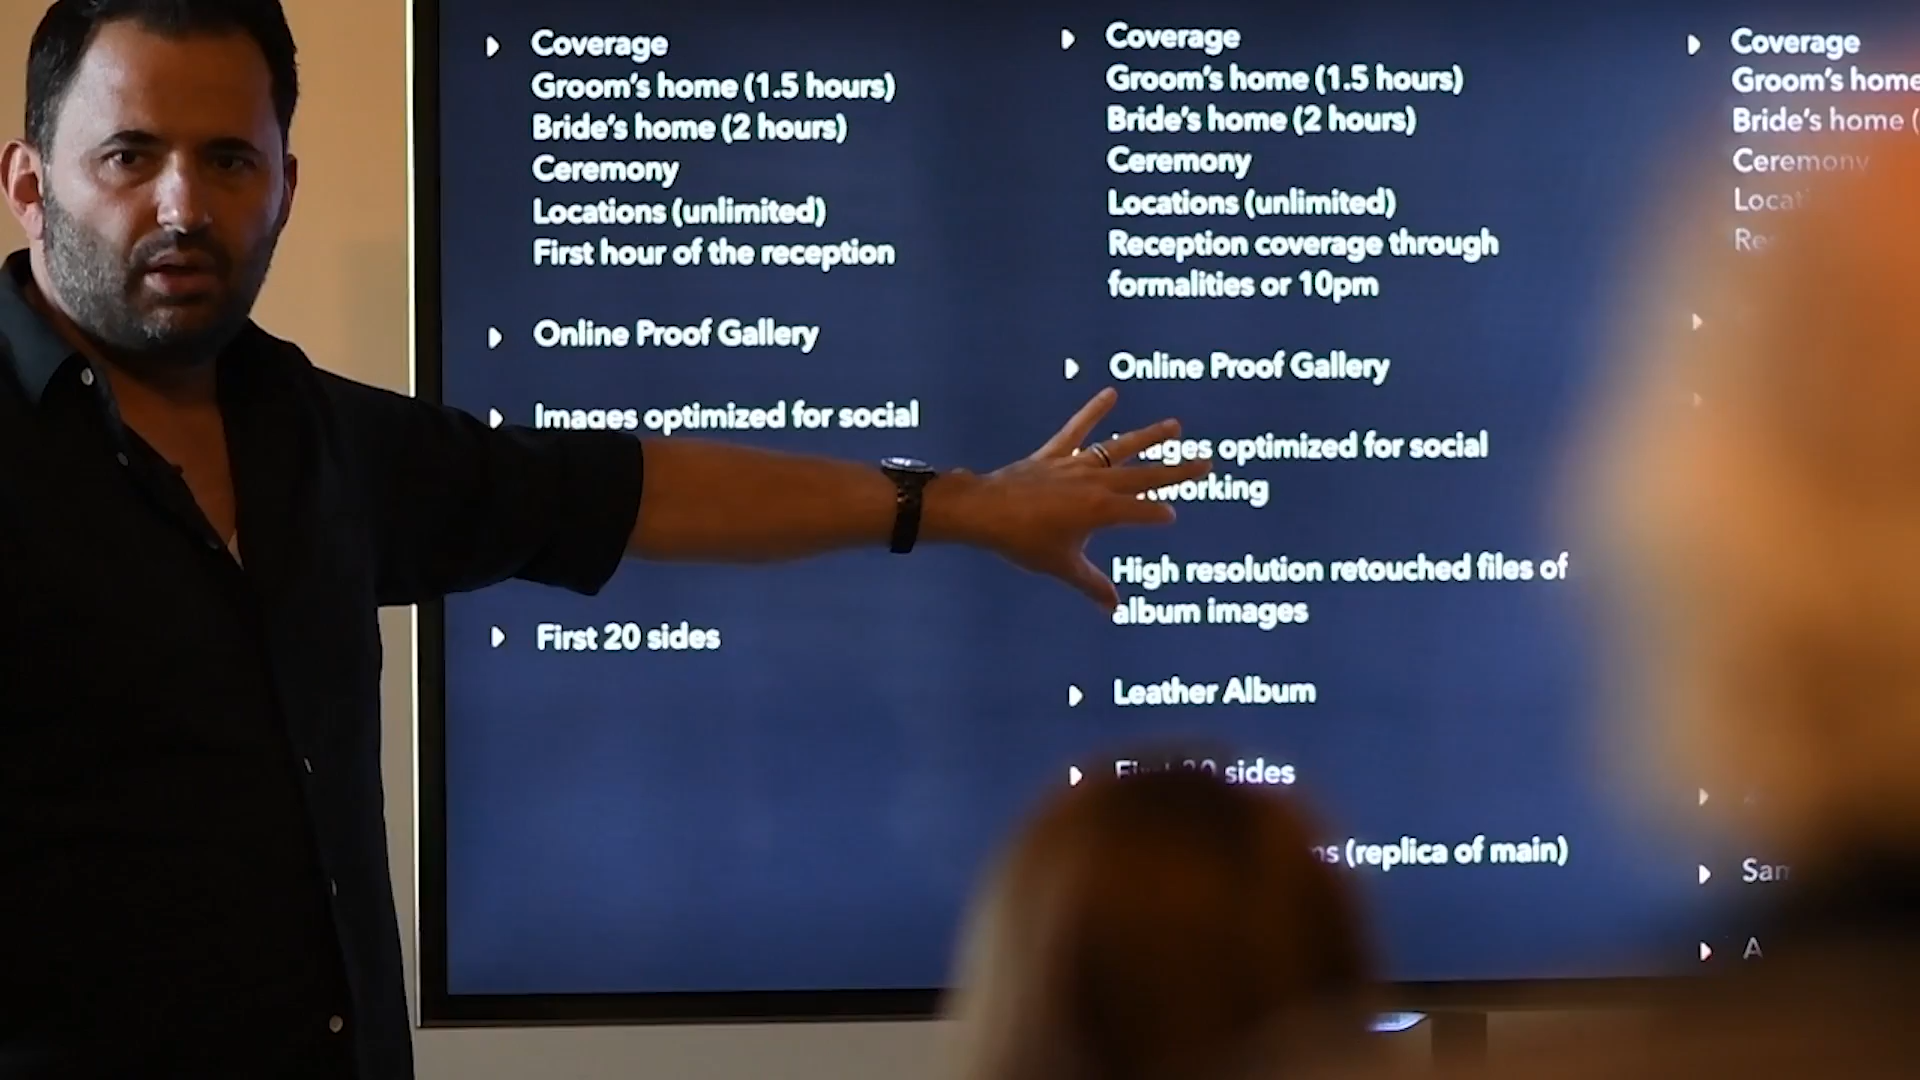 Coverage
Groom's home (1.5 hours)
Bride's home (2 hours)
Ceremony
Locations (unlimited)
First hour of the reception
Online Proof Gallery
Images optimized for social
First 20 sides
Coverage
Groom's home (1.5 hours)
Bride's home (2 hours)
Ceremony
Locations (unlimited)
Reception coverage through
formalities or 10pm
Online Proof Gallery
optimized for social
High resolution retouched files of
album images
Leather Album
sides
(replica of main)
Coverage
Groom's home
Bride's home (
Ceremony